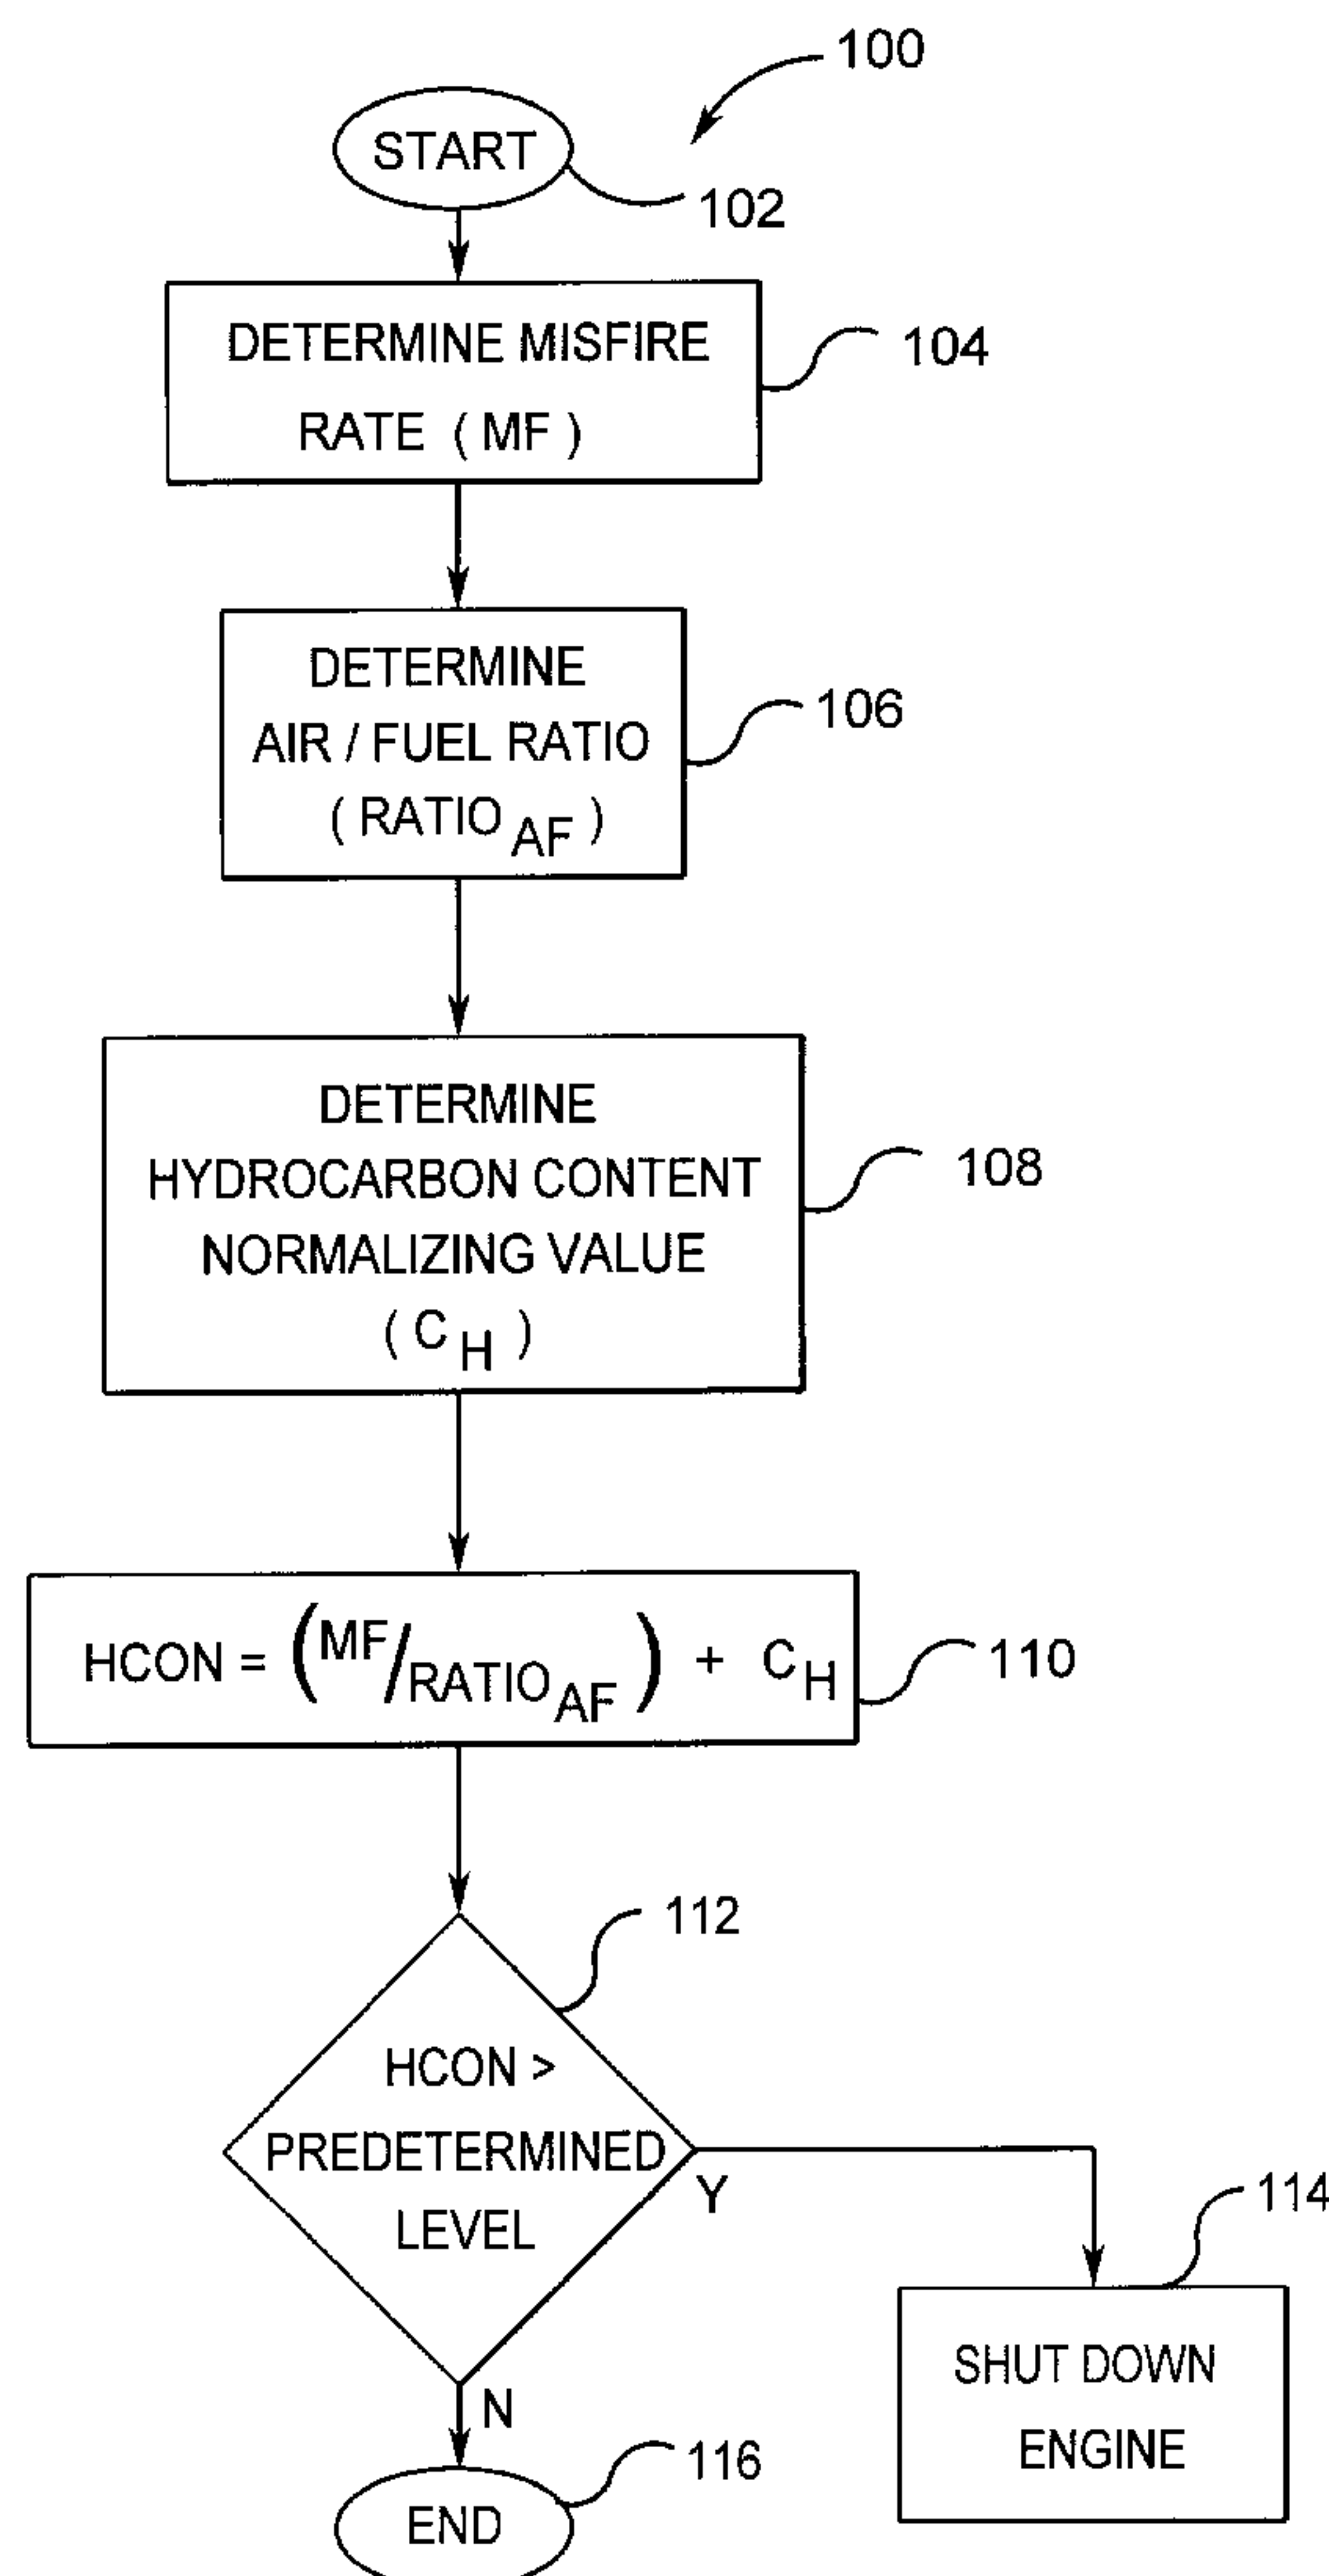 100
START
102
DETERMINE MISFIRE
RATE ( MF )
104
DETERMINE
AIR / FUEL RATIO
( RATIO AF )
106
DETERMINE
HYDROCARBON CONTENT
NORMALIZING VALUE
( C H )
108
HCON = ( MF/RATIO AF ) + C H
110
112
HCON >
PREDETERMINED
LEVEL
Y
114
SHUT DOWN
ENGINE
N
116
END